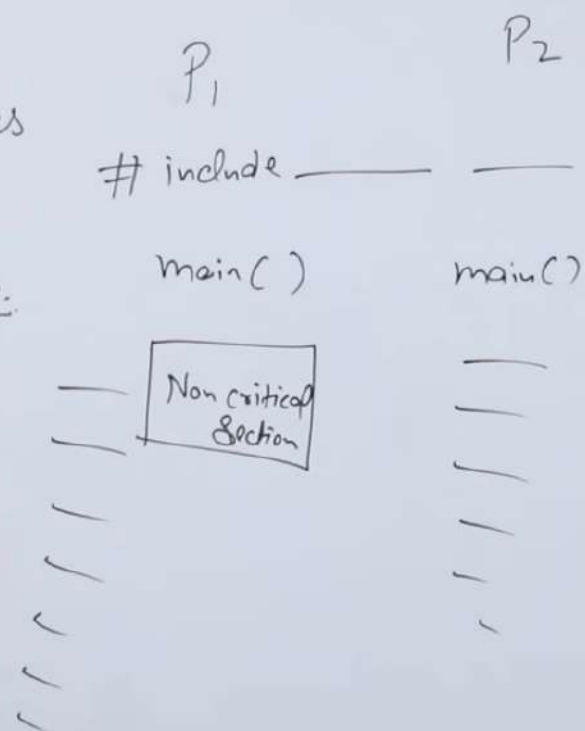 P1 P2
# include
main() main()
Non critical
Section